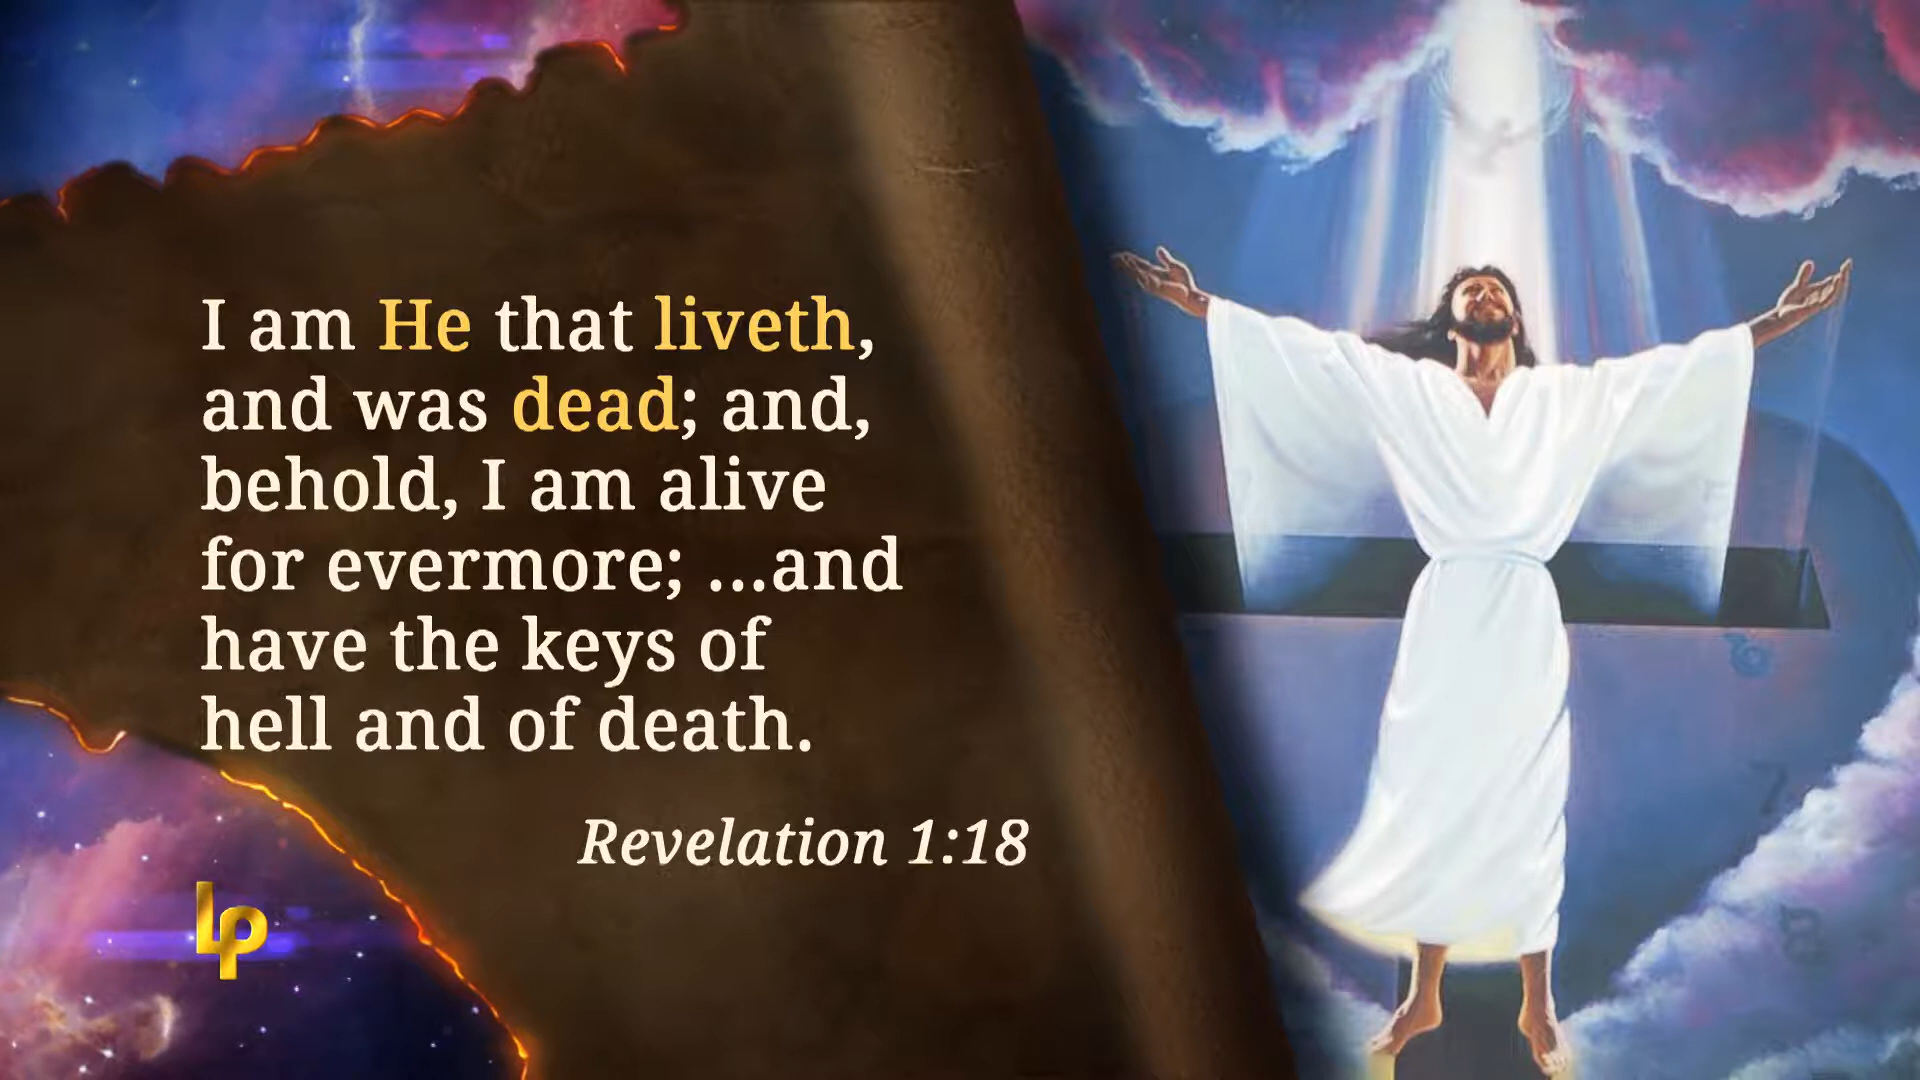 I am He that liveth,
and was dead; and,
behold, I am alive
for evermore; ...and
have the keys of
hell and of death.
Revelation 1:18
LP